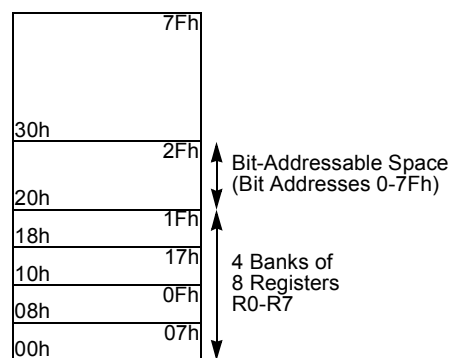 7Fh
30h
2Fh
Bit-Addressable Space
(Bit Addresses 0-7Fh)
20h
1Fh
18h
17h
10h
4 Banks of
8 Registers
R0-R7
0Fh
08h
07h
00h